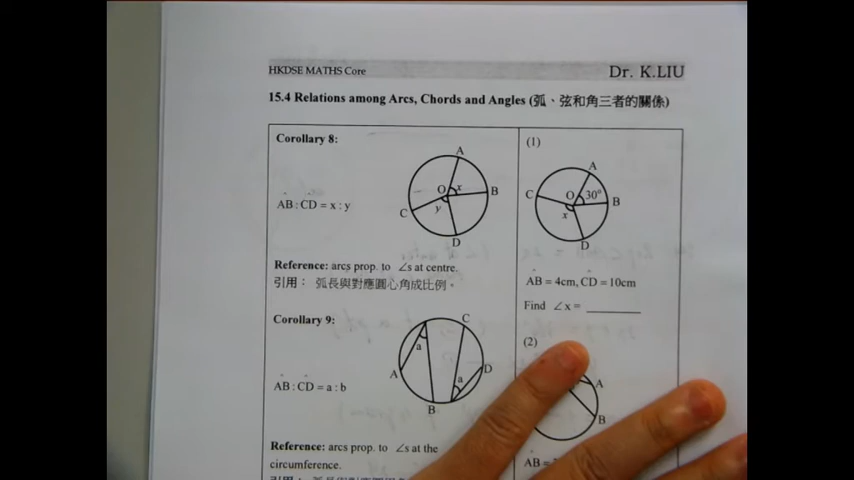 HKDSE MATHS Core
Dr. K.LIU
15.4 Relations among Arcs, Chords and Angles (弧、弦和角三者的關係)
Corollary 8:
A
O
x
B
y
C
D
AB : CD = x : y
Reference: arcs prop. to ∠s at centre.
引用： 弧長與對應圓心角成比例。
Corollary 9:
C
a
A
a
D
B
AB : CD = a : b
Reference: arcs prop. to ∠s at the
circumference.
(1)
A
C
O
30°
B
x
D
AB = 4cm, CD = 10cm
Find ∠x = ________
(2)
A
B
AB =